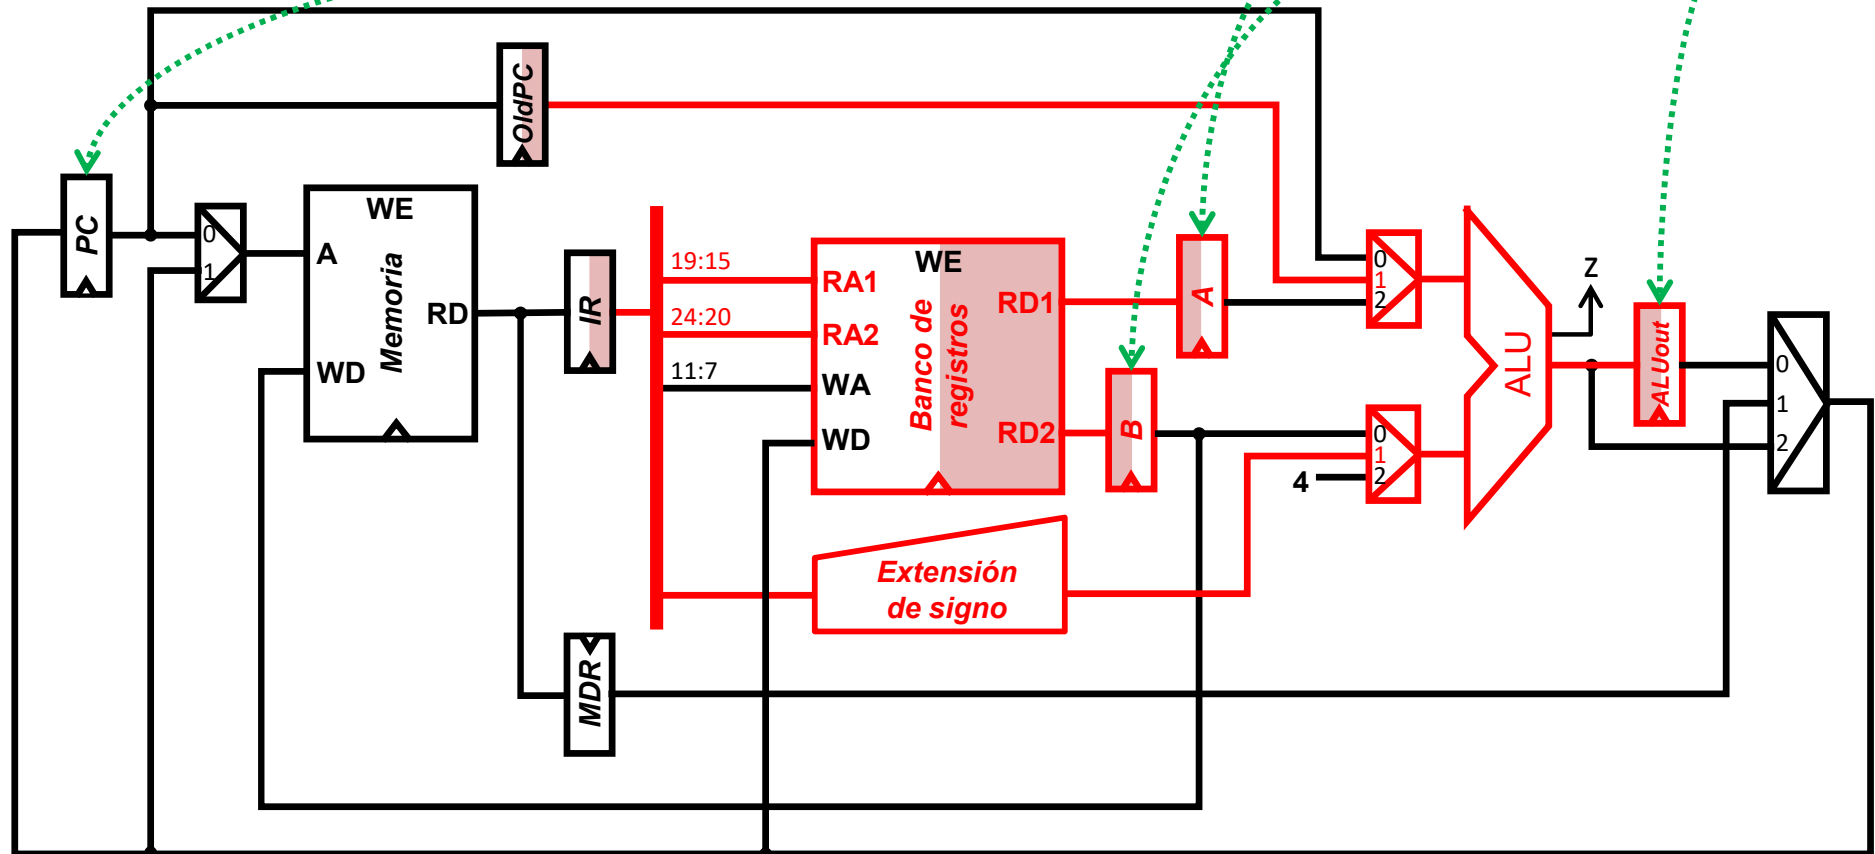 OldPC
PC
0
1
WE
A
Memoria
RD
WD
IR
19:15
24:20
11:7
WE
RA1
RA2
WA
WD
Banco de
registros
RD1
RD2
A
B
Extensión
de signo
MDR
0
1
2
0
1
2
4
ALU
Z
ALUout
0
1
2